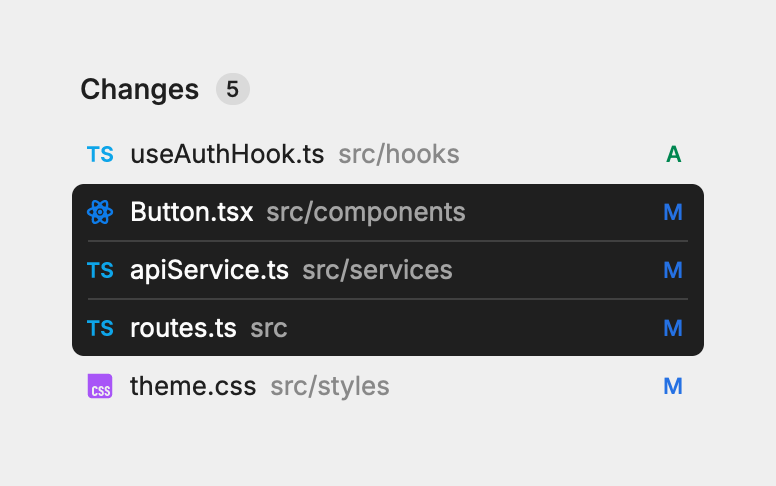 Changes 5
TS useAuthHook.ts src/hooks A
Button.tsx src/components M
TS apiService.ts src/services M
TS routes.ts src M
CSS theme.css src/styles M